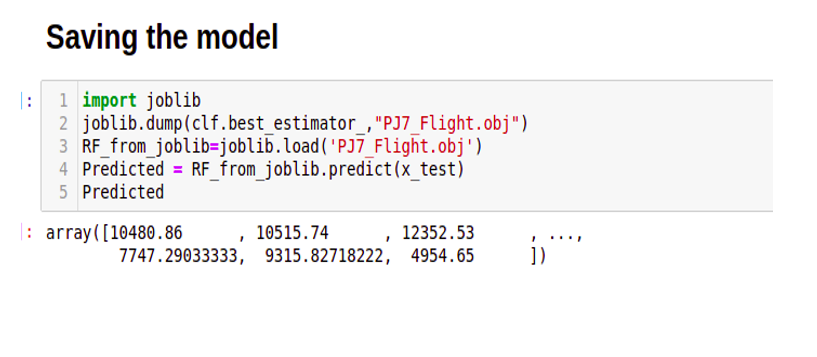 Saving the model
]:
1 import joblib
2 joblib.dump(clf.best_estimator_,"PJ7_Flight.obj")
3 RF_from_joblib=joblib.load('PJ7_Flight.obj')
4 Predicted = RF_from_joblib.predict(x_test)
5 Predicted
]: array([10480.86      , 10515.74      , 12352.53      , ...,
        7747.29033333,  9315.82718222,  4954.65      ])